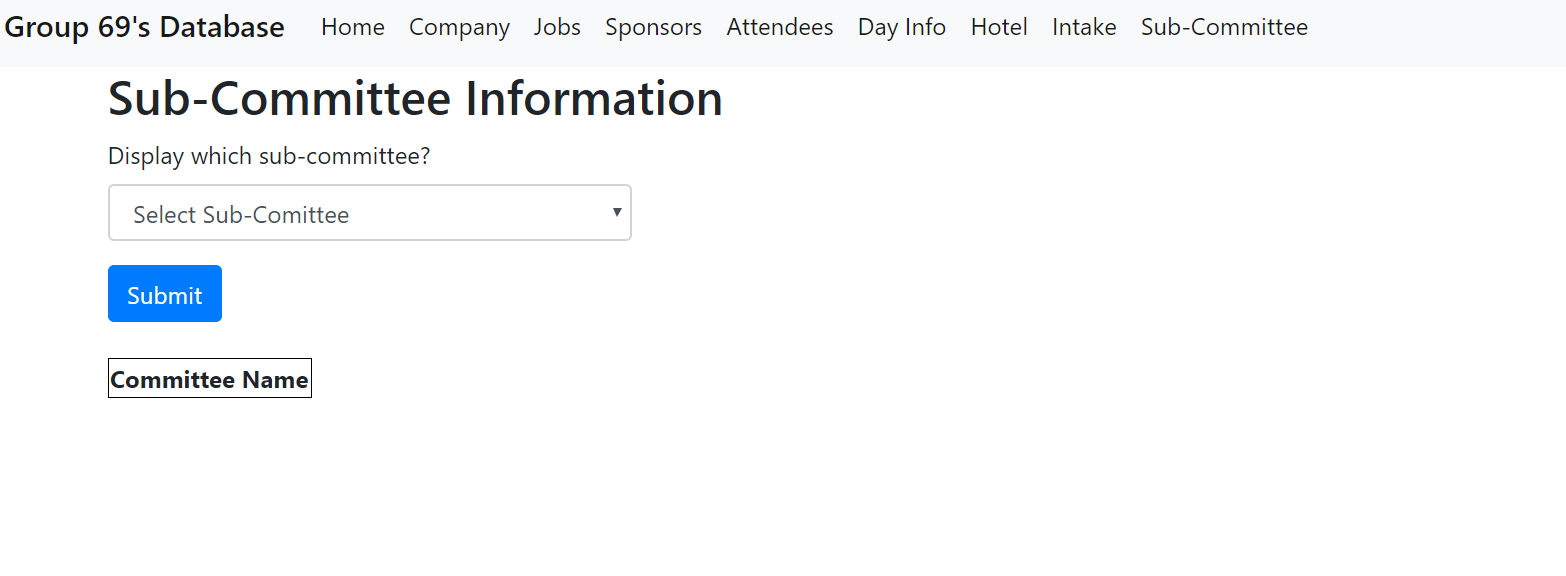 Group 69's Database Home Company Jobs Sponsors Attendees Day Info Hotel Intake Sub-Committee
Sub-Committee Information
Display which sub-committee?
Select Sub-Comittee
Submit
Committee Name